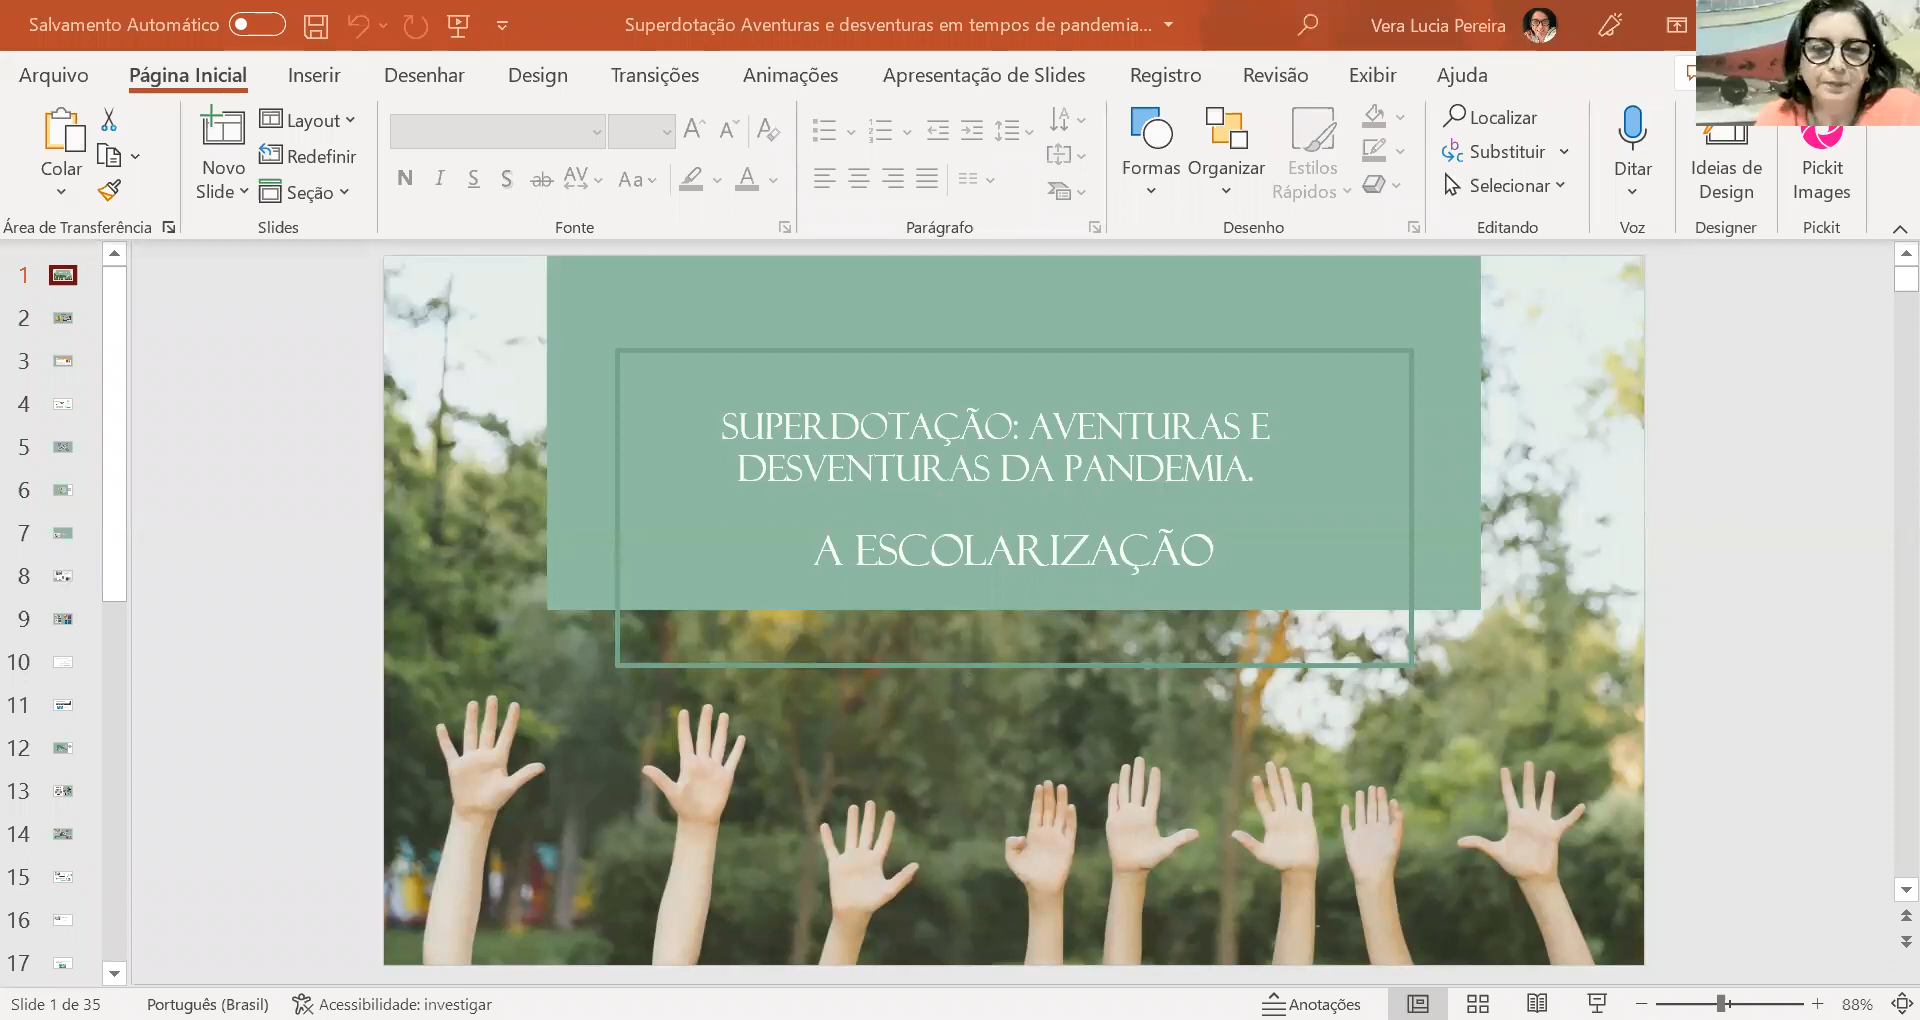 Salvamento Automático
Superdotação Aventuras e desventuras em tempos de pandemia...
Vera Lucia Pereira
Arquivo
Página Inicial
Inserir
Desenhar
Design
Transições
Animações
Apresentação de Slides
Registro
Revisão
Exibir
Ajuda
Colar
Novo
Slide
Layout
Redefinir
Seção
N I S S ab AV Aa A
Formas
Organizar
Estilos
Rápidos
Localizar
Substituir
Selecionar
Ditar
Ideias de
Design
Pickit
Images
Área de Transferência
Slides
Fonte
Parágrafo
Desenho
Editando
Voz
Designer
Pickit
1
2
3
4
5
6
7
8
9
10
11
12
13
14
15
16
17
SUPERDOTAÇÃO: AVENTURAS E
DESVENTURAS DA PANDEMIA.
A ESCOLARIZAÇÃO
Slide 1 de 35
Português (Brasil)
Acessibilidade: investigar
Anotações
88%